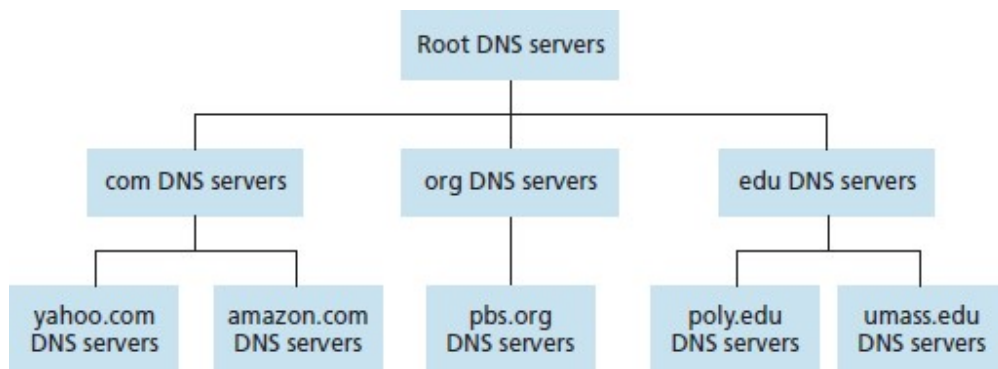 Root DNS servers
com DNS servers
org DNS servers
edu DNS servers
yahoo.com
DNS servers
amazon.com
DNS servers
pbs.org
DNS servers
poly.edu
DNS servers
umass.edu
DNS servers